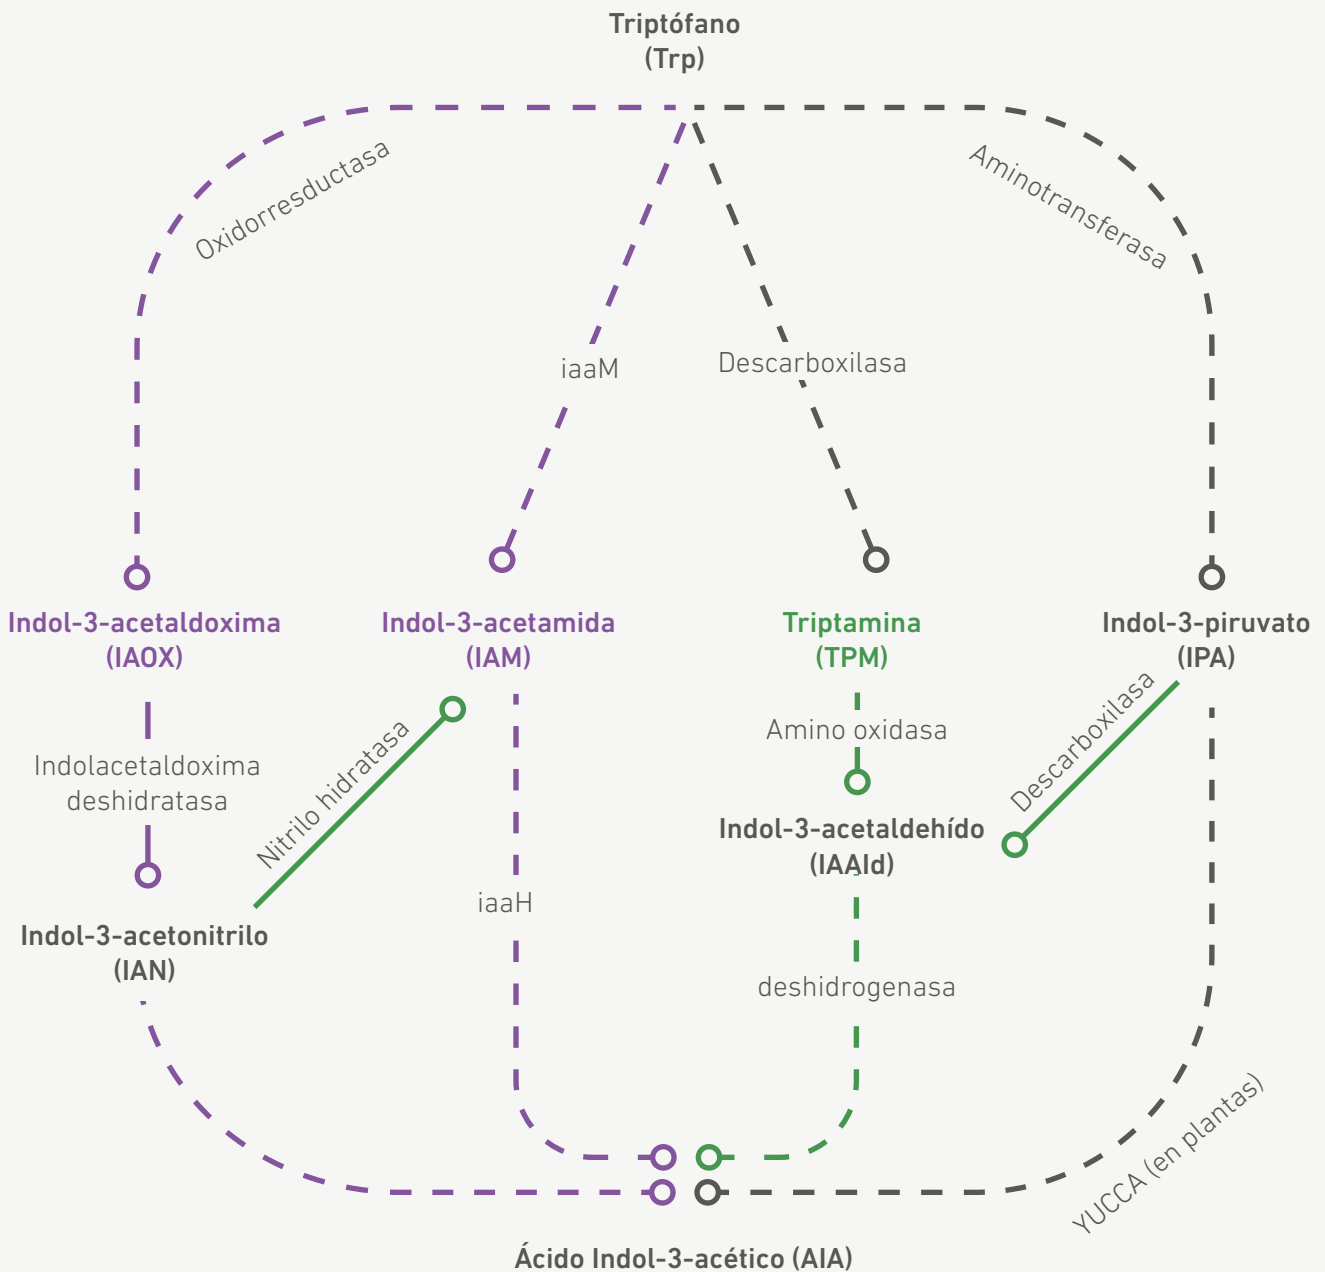 Triptófano
(Trp)
Oxidorresductasa
Aminotransferasa
iaaM
Descarboxilasa
Indol-3-acetaldoxima
(IAOX)
Indol-3-acetamida
(IAM)
Triptamina
(TPM)
Indol-3-piruvato
(IPA)
Indolacetaldoxima
deshidratasa
Nitrilo hidratasa
Amino oxidasa
Descarboxilasa
Indol-3-acetaldehído
(IAAId)
iaaH
Indol-3-acetonitrilo
(IAN)
deshidrogenasa
YUCCA (en plantas)
Ácido Indol-3-acético (AIA)